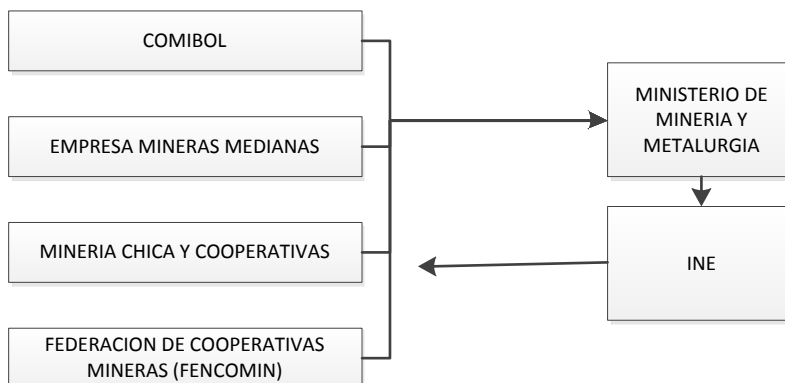 COMIBOL
EMPRESA MINERAS MEDIANAS
MINERIA CHICA Y COOPERATIVAS
FEDERACION DE COOPERATIVAS
MINERAS (FENCOMIN)
MINISTERIO DE
MINERIA Y
METALURGIA
INE